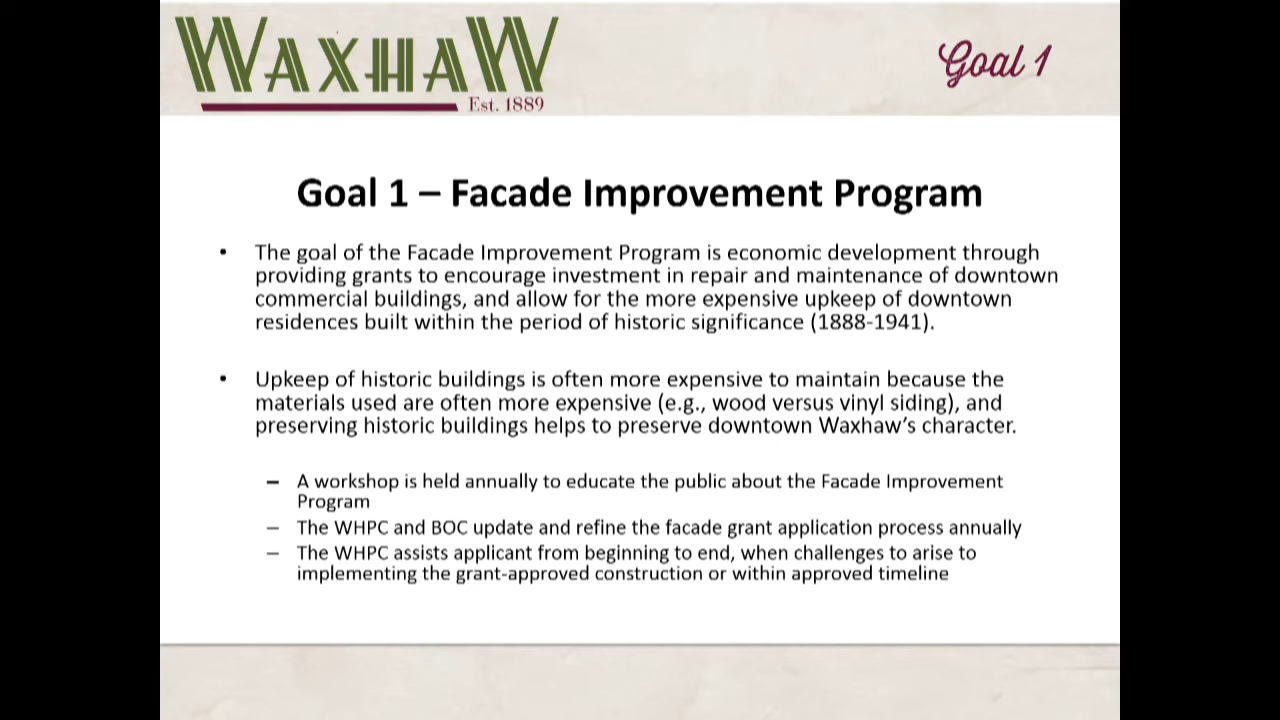 WAXHAW
Est. 1889
Goal 1
Goal 1 – Facade Improvement Program
• The goal of the Facade Improvement Program is economic development through
providing grants to encourage investment in repair and maintenance of downtown
commercial buildings, and allow for the more expensive upkeep of downtown
residences built within the period of historic significance (1888-1941).
• Upkeep of historic buildings is often more expensive to maintain because the
materials used are often more expensive (e.g., wood versus vinyl siding), and
preserving historic buildings helps to preserve downtown Waxhaw’s character.
– A workshop is held annually to educate the public about the Facade Improvement
Program
– The WHPC and BOC update and refine the facade grant application process annually
– The WHPC assists applicant from beginning to end, when challenges to arise to
implementing the grant-approved construction or within approved timeline